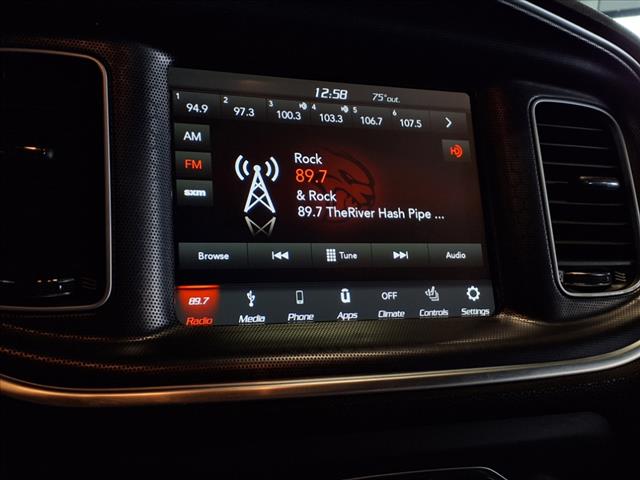 12:58 75°out.
1 94.9 2 97.3 3 100.3 4 103.3 5 106.7 6 107.5
AM
FM
sxm
Rock
89.7
& Rock
89.7 TheRiver Hash Pipe ...
Browse Tune Audio
89.7 OFF
Radio Media Phone Apps Climate Controls Settings